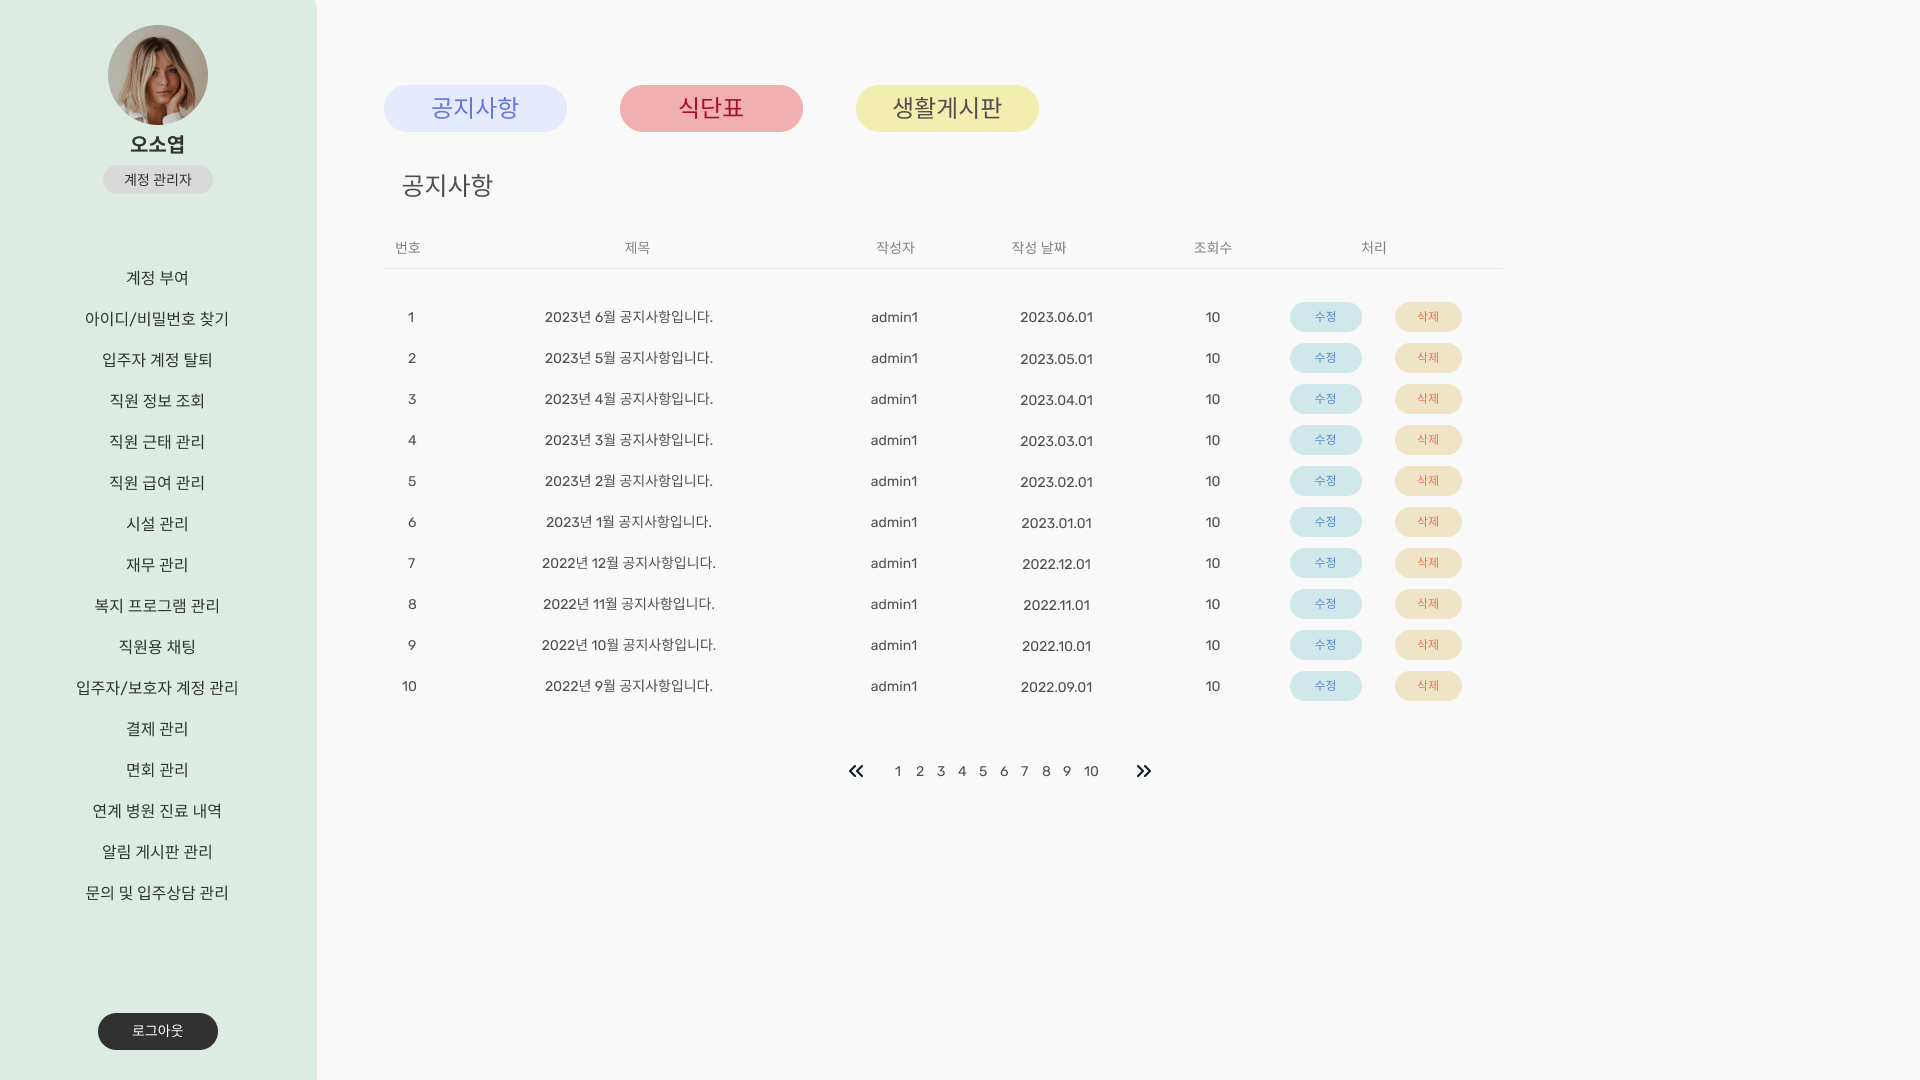 오소엽
계정 관리자
계정 부여
아이디/비밀번호 찾기
입주자 계정 탈퇴
직원 정보 조회
직원 근태 관리
직원 급여 관리
시설 관리
재무 관리
복지 프로그램 관리
직원용 채팅
입주자/보호자 계정 관리
결제 관리
면회 관리
연계 병원 진료 내역
알림 게시판 관리
문의 및 입주상담 관리
로그아웃
공지사항 식단표 생활게시판
공지사항
번호 제목 작성자 작성 날짜 조회수 처리
1 2023년 6월 공지사항입니다. admin1 2023.06.01 10 수정 삭제
2 2023년 5월 공지사항입니다. admin1 2023.05.01 10 수정 삭제
3 2023년 4월 공지사항입니다. admin1 2023.04.01 10 수정 삭제
4 2023년 3월 공지사항입니다. admin1 2023.03.01 10 수정 삭제
5 2023년 2월 공지사항입니다. admin1 2023.02.01 10 수정 삭제
6 2023년 1월 공지사항입니다. admin1 2023.01.01 10 수정 삭제
7 2022년 12월 공지사항입니다. admin1 2022.12.01 10 수정 삭제
8 2022년 11월 공지사항입니다. admin1 2022.11.01 10 수정 삭제
9 2022년 10월 공지사항입니다. admin1 2022.10.01 10 수정 삭제
10 2022년 9월 공지사항입니다. admin1 2022.09.01 10 수정 삭제
1 2 3 4 5 6 7 8 9 10